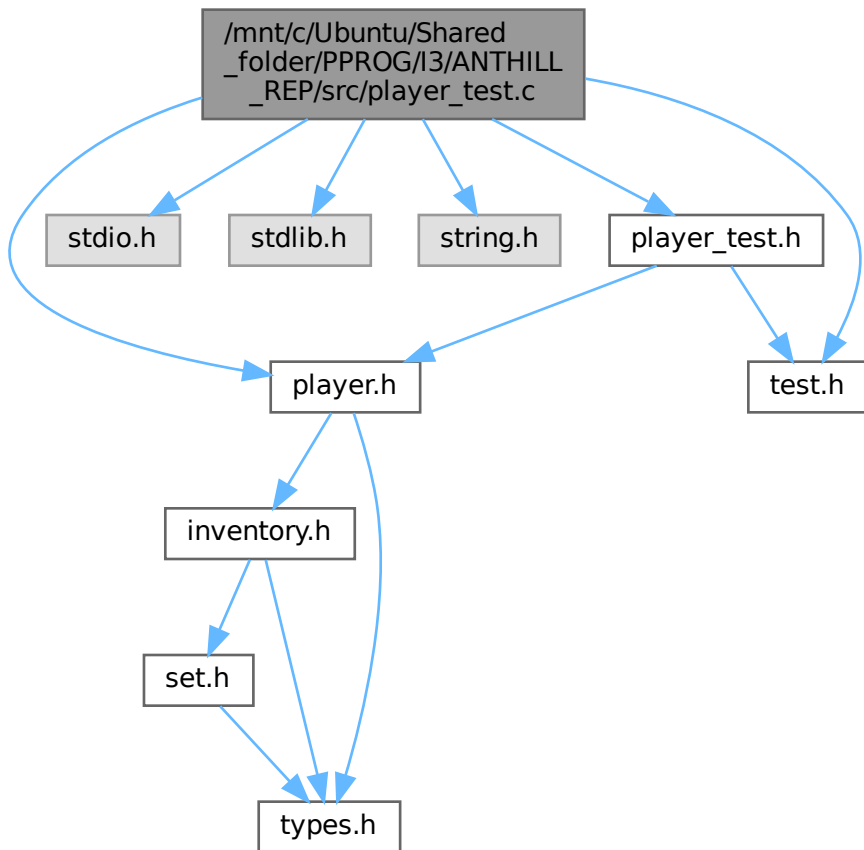 /mnt/c/Ubuntu/Shared
_folder/PPROG/I3/ANTHILL
_REP/src/player_test.c
stdio.h
stdlib.h
string.h
player_test.h
player.h
test.h
inventory.h
set.h
types.h